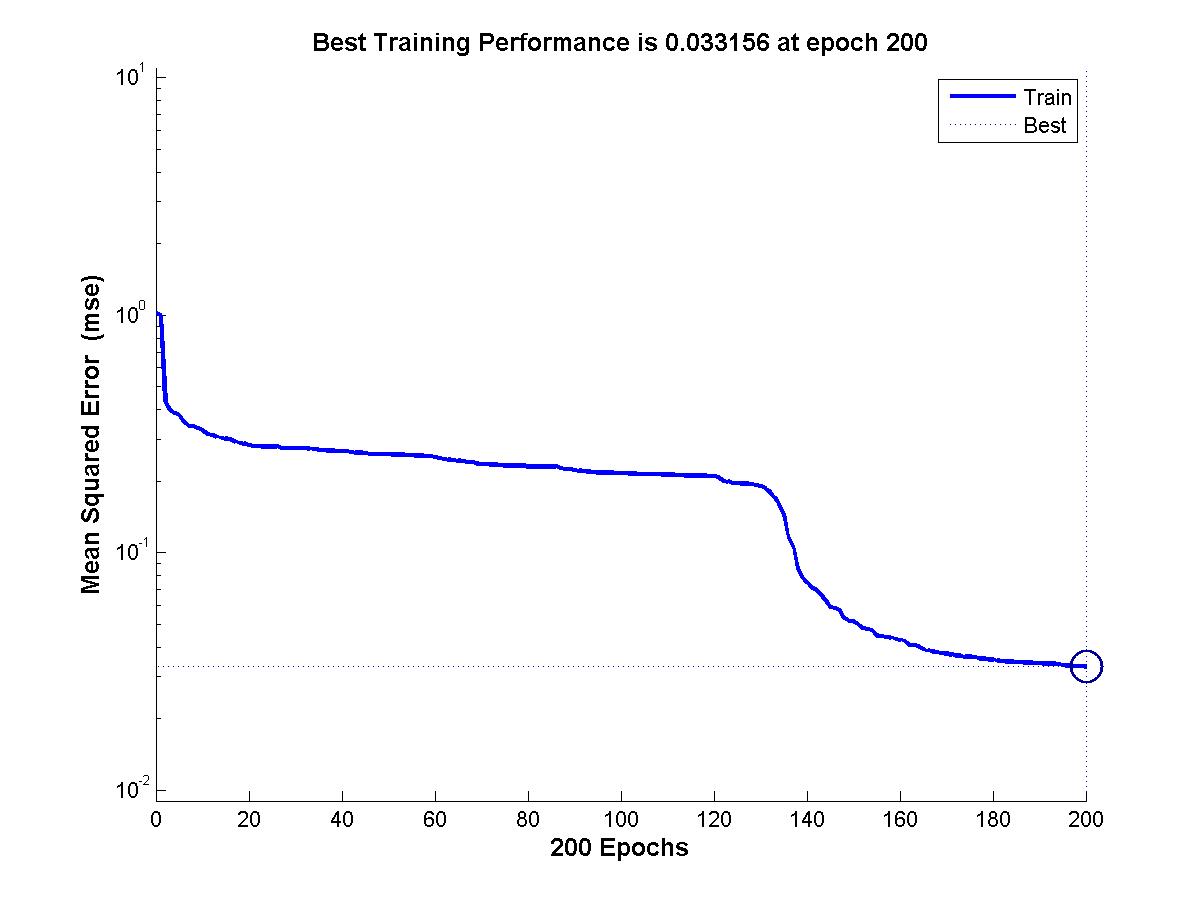 Best Training Performance is 0.033156 at epoch 200
10^1
Train
Best
10^0
Mean Squared Error (mse)
10^-1
10^-2
0 20 40 60 80 100 120 140 160 180 200
200 Epochs